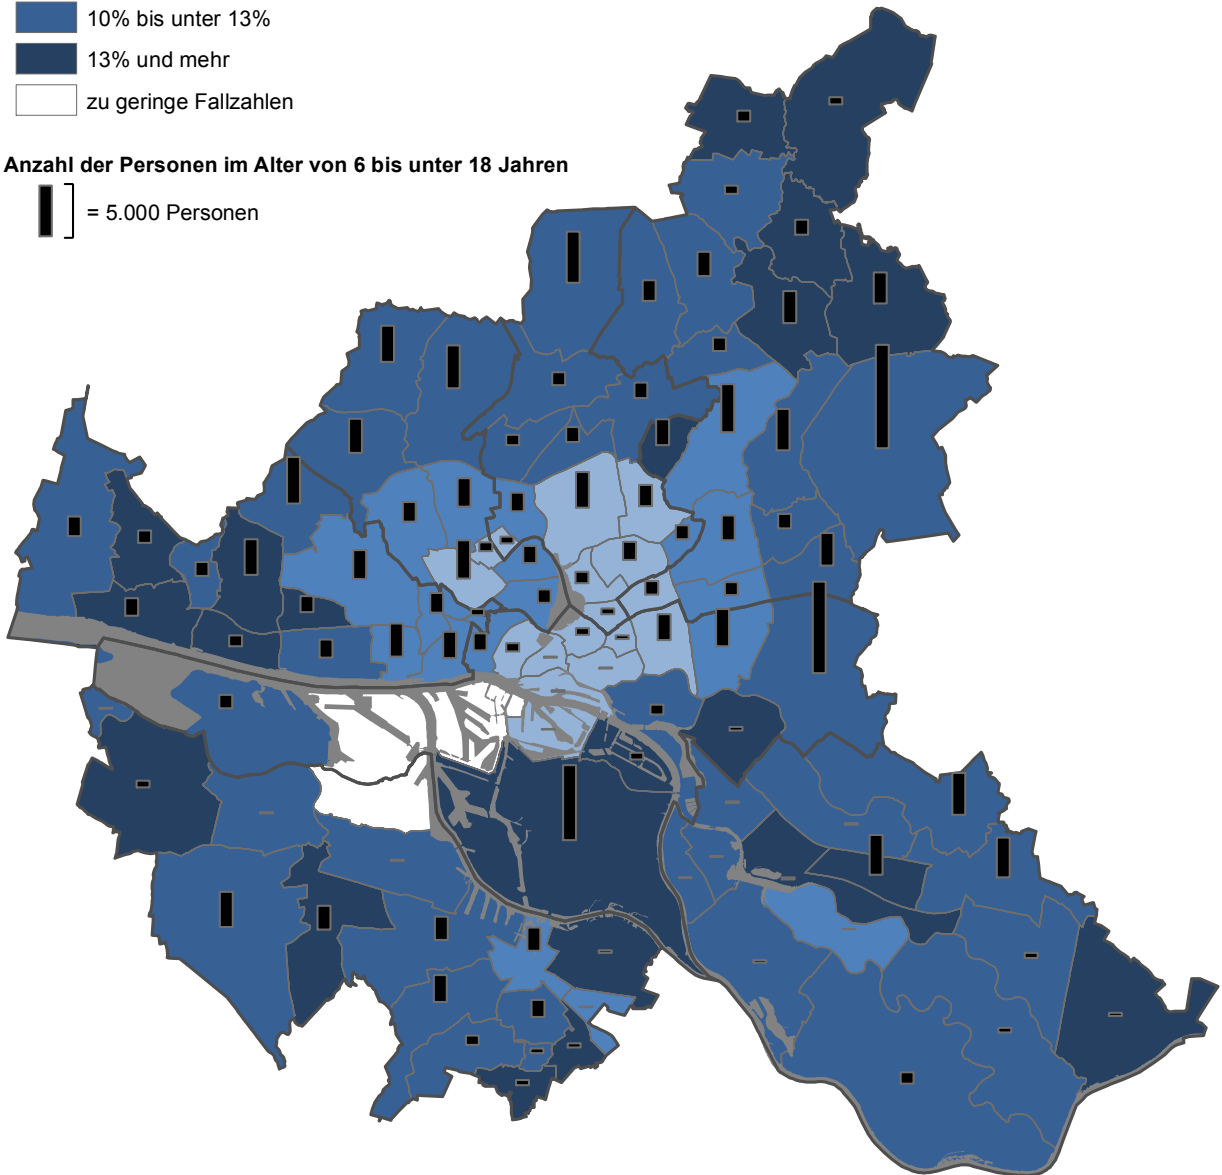 10% bis unter 13%
13% und mehr
zu geringe Fallzahlen
Anzahl der Personen im Alter von 6 bis unter 18 Jahren
= 5.000 Personen